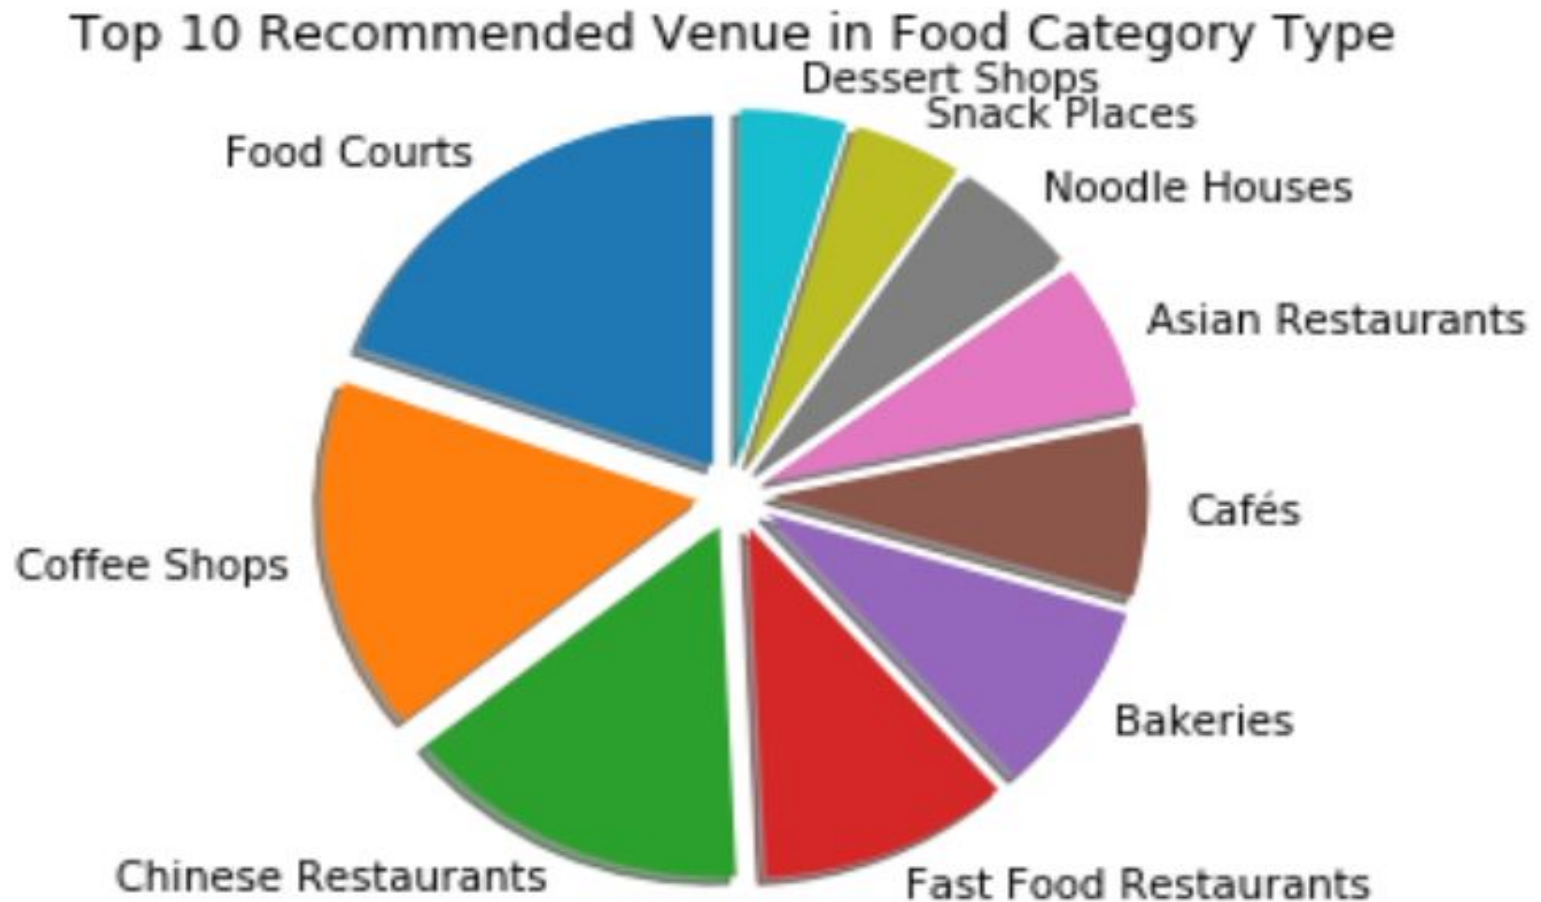 Top 10 Recommended Venue in Food Category Type
Dessert Shops
Snack Places
Food Courts
Noodle Houses
Asian Restaurants
Cafés
Coffee Shops
Bakeries
Chinese Restaurants
Fast Food Restaurants